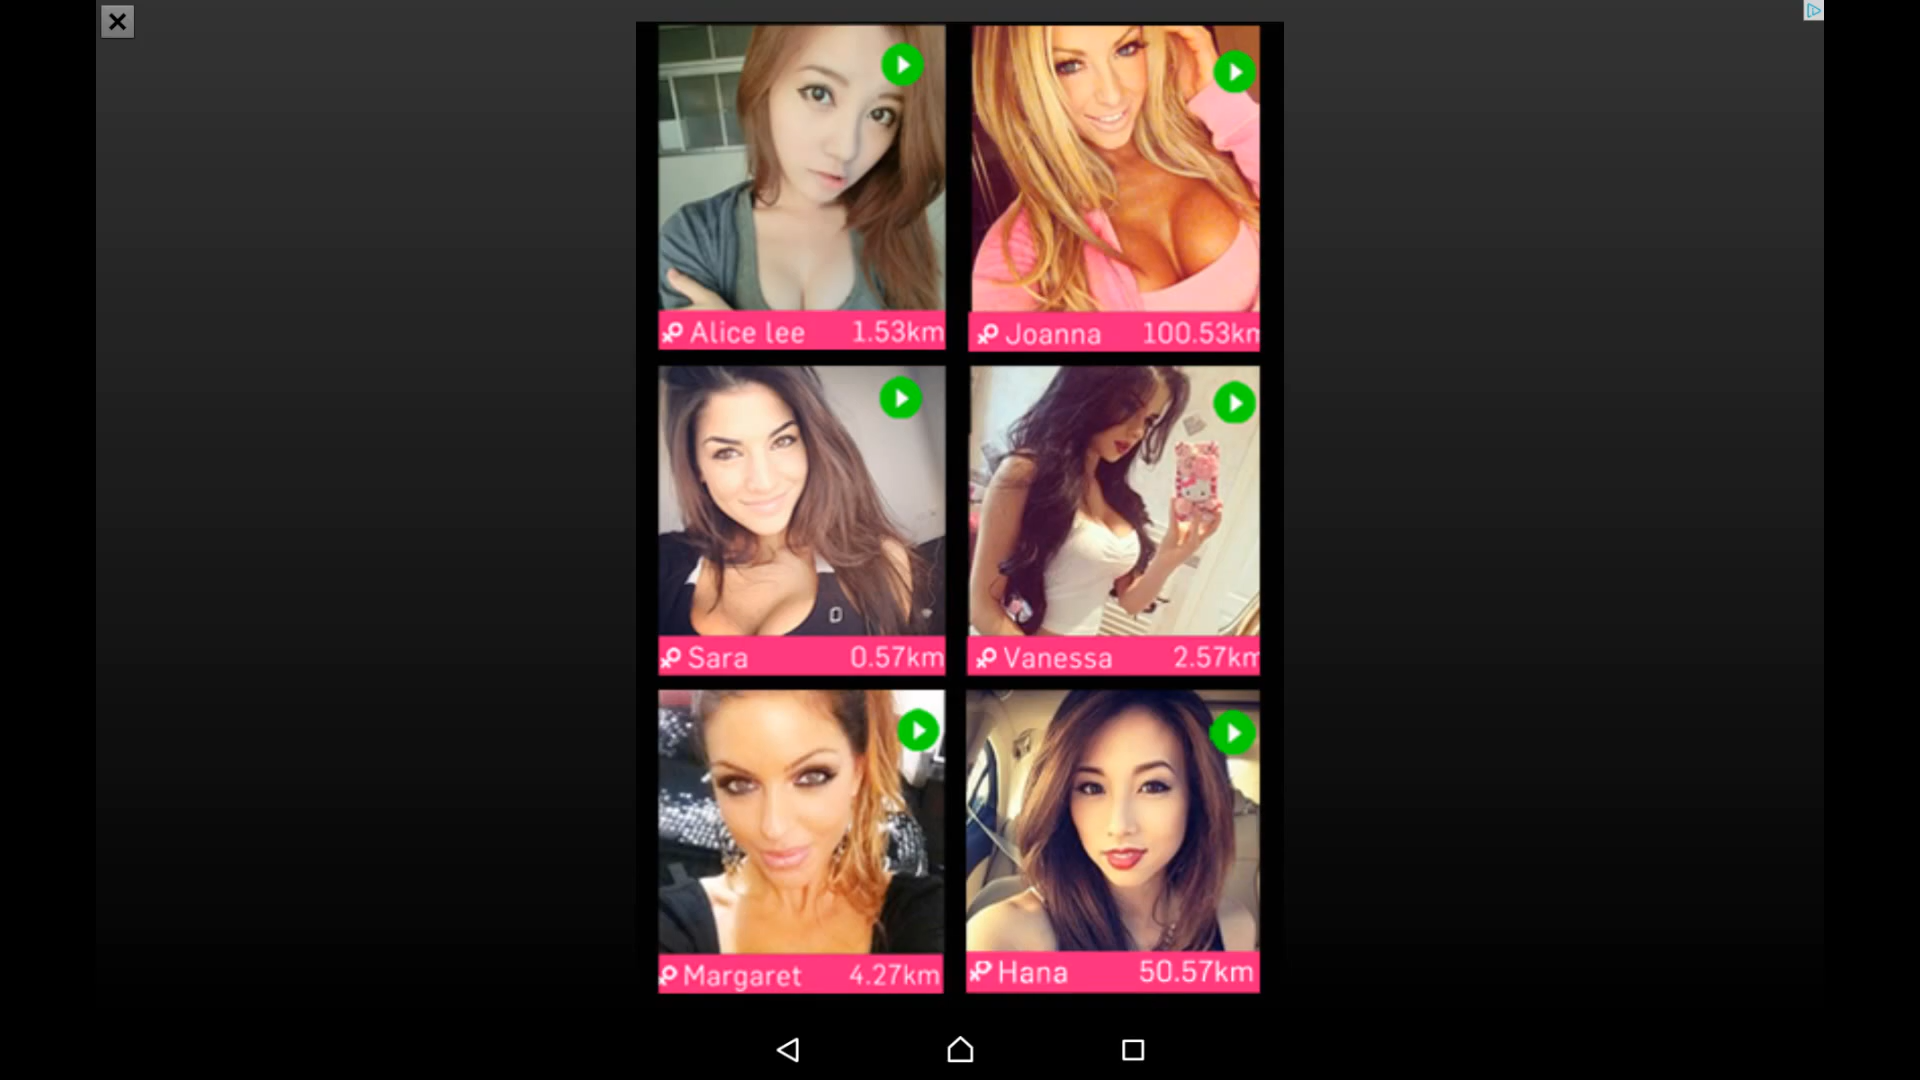 Alice lee 1.53km
Joanna 100.53km
Sara 0.57km
Vanessa 2.57km
Margaret 4.27km
Hana 50.57km